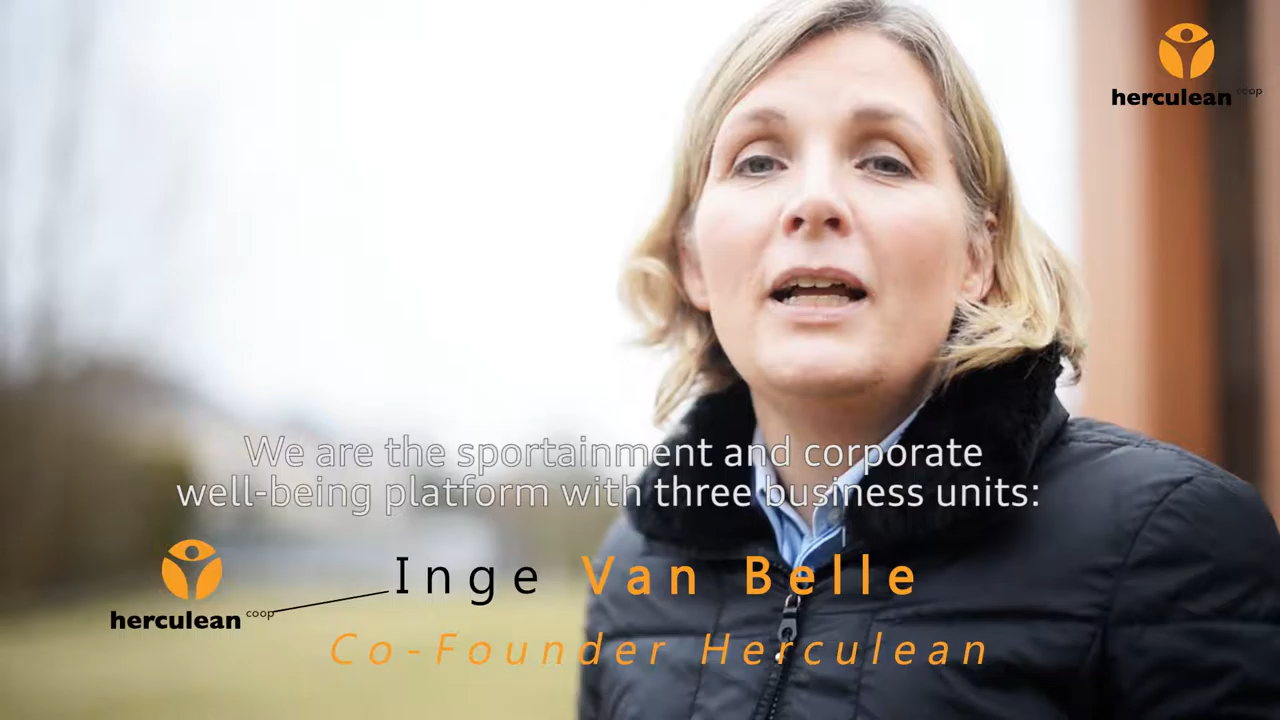 herculean coop
We are the sportainment and corporate
well-being platform with three business units:
Inge Van Belle
herculean coop
Co-Founder Herculean